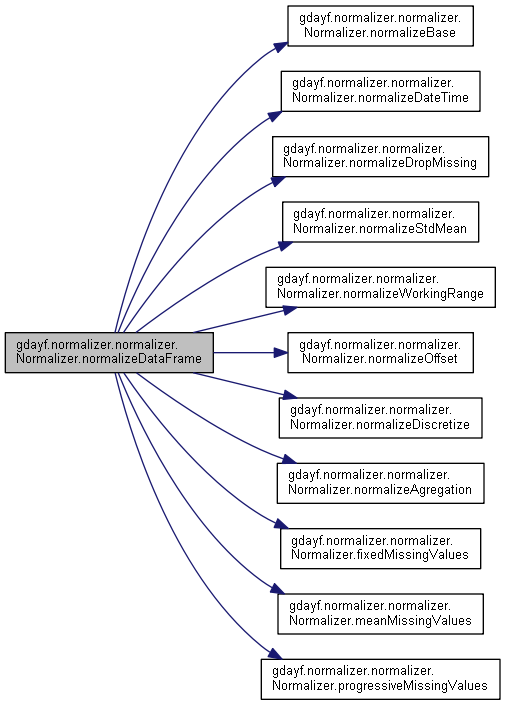 gdayf.normalizer.normalizer.
Normalizer.normalizeBase
gdayf.normalizer.normalizer.
Normalizer.normalizeDateTime
gdayf.normalizer.normalizer.
Normalizer.normalizeDropMissing
gdayf.normalizer.normalizer.
Normalizer.normalizeStdMean
gdayf.normalizer.normalizer.
Normalizer.normalizeWorkingRange
gdayf.normalizer.normalizer.
Normalizer.normalizeDataFrame
gdayf.normalizer.normalizer.
Normalizer.normalizeOffset
gdayf.normalizer.normalizer.
Normalizer.normalizeDiscretize
gdayf.normalizer.normalizer.
Normalizer.normalizeAgregation
gdayf.normalizer.normalizer.
Normalizer.fixedMissingValues
gdayf.normalizer.normalizer.
Normalizer.meanMissingValues
gdayf.normalizer.normalizer.
Normalizer.progressiveMissingValues